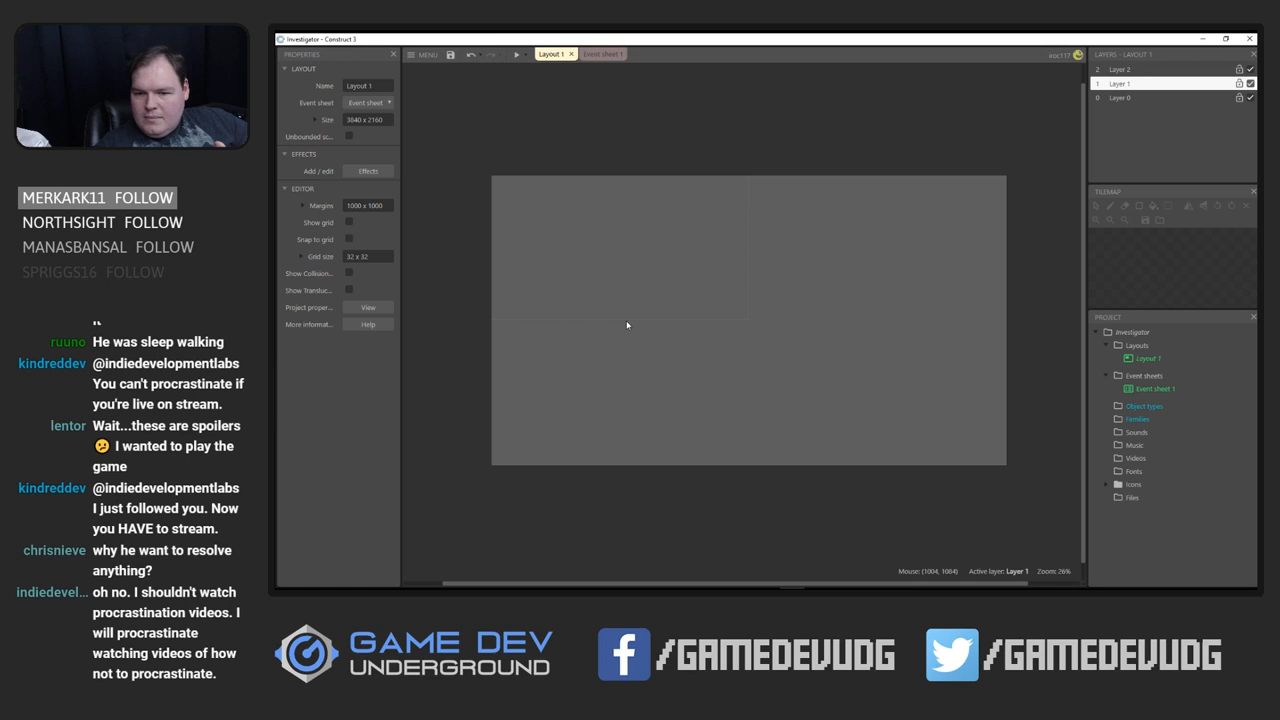 Investigator - Construct 3
PROPERTIES
LAYOUT
Name
Layout 1
Event sheet
Event sheet
Size
3840 x 2160
Unbounded sc...
EFFECTS
Add / edit
Effects
EDITOR
Margins
1000 x 1000
Show grid
Snap to grid
Grid size
32 x 32
Show Collision...
Show Transluc...
Project proper...
View
More informat...
Help
MENU
Layout 1
Event sheet 1
iroc117
Mouse: (1004, 1084)
Active layer: Layer 1
Zoom: 26%
LAYERS - LAYOUT 1
2 Layer 2
1 Layer 1
0 Layer 0
TILEMAP
PROJECT
Investigator
Layouts
Layout 1
Event sheets
Event sheet 1
Object types
Families
Sounds
Music
Videos
Fonts
Icons
Files
MERKARK11 FOLLOW
NORTHSIGHT FOLLOW
MANASBANSAL FOLLOW
SPRIGGS16 FOLLOW
it
ruuno He was sleep walking
kindreddev @indiedevelopmentlabs
You can't procrastinate if
you're live on stream.
lentor Wait...these are spoilers
😕 I wanted to play the
game
kindreddev @indiedevelopmentlabs
I just followed you. Now
you HAVE to stream.
chrisnieve why he want to resolve
anything?
indiedevel... oh no. I shouldn't watch
procrastination videos. I
will procrastinate
watching videos of how
not to procrastinate.
GAME DEV
UNDERGROUND
f /GAMEDEVUDG
/GAMEDEVUDG